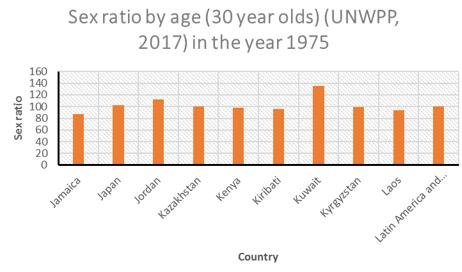 Sex ratio by age (30 year olds) (UNWPP,
2017) in the year 1975
160
140
120
100
80
60
40
20
0
Sex ratio
Jamaica
Japan
Jordan
Kazakhstan
Kenya
Kiribati
Kuwait
Kyrgyzstan
Laos
Latin America and...
Country